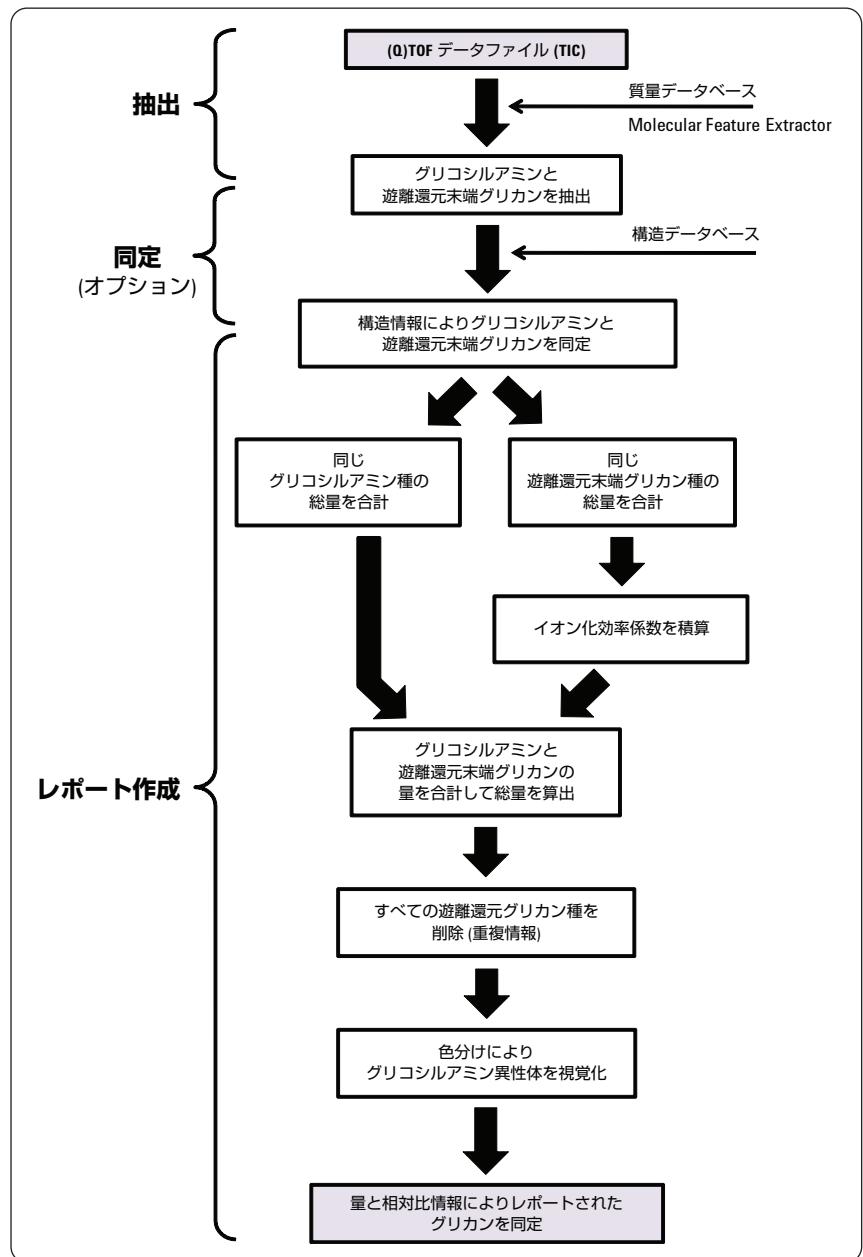 (Q)TOF データファイル (TIC)
抽出
質量データベース
Molecular Feature Extractor
グリコシルアミンと
遊離還元末端グリカンを抽出
同定
(オプション)
構造データベース
構造情報によりグリコシルアミンと
遊離還元末端グリカンを同定
同じ
グリコシルアミン種の
総量を合計
同じ
遊離還元末端グリカン種の
総量を合計
イオン化効率係数を積算
レポート作成
グリコシルアミンと
遊離還元末端グリカンの
量を合計して総量を算出
すべての遊離還元グリカン種を
削除 (重複情報)
色分けにより
グリコシルアミン異性体を視覚化
量と相対比情報によりレポートされた
グリカンを同定